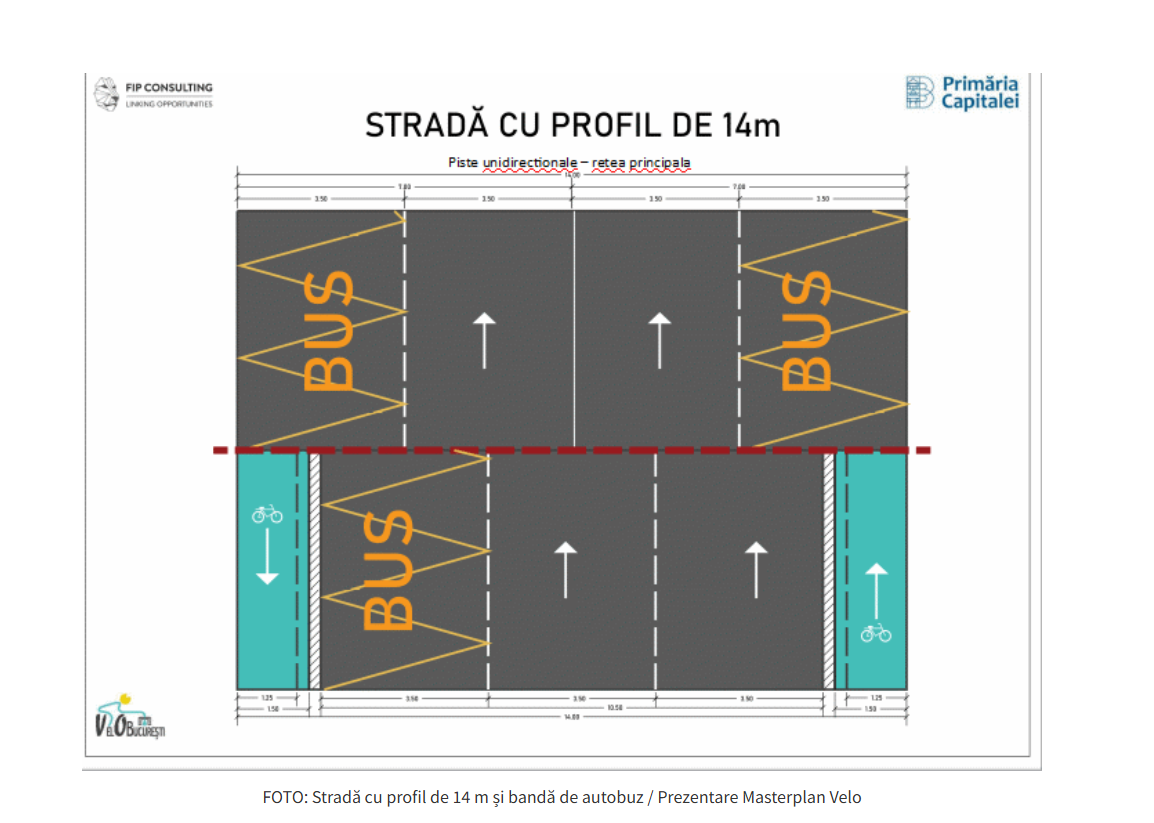 FIP CONSULTING
LINKING OPPORTUNITIES
Primăria
Capitalei
STRADĂ CU PROFIL DE 14m
Piste unidirectionale – retea principala
14.00
7.00 7.00
3.50 3.50 3.50 3.50
BUS BUS
BUS
1.25 3.50 3.50 3.50 1.25
1.50 10.50 1.50
14.00
VELO BUCUREȘTI
FOTO: Stradă cu profil de 14 m și bandă de autobuz / Prezentare Masterplan Velo